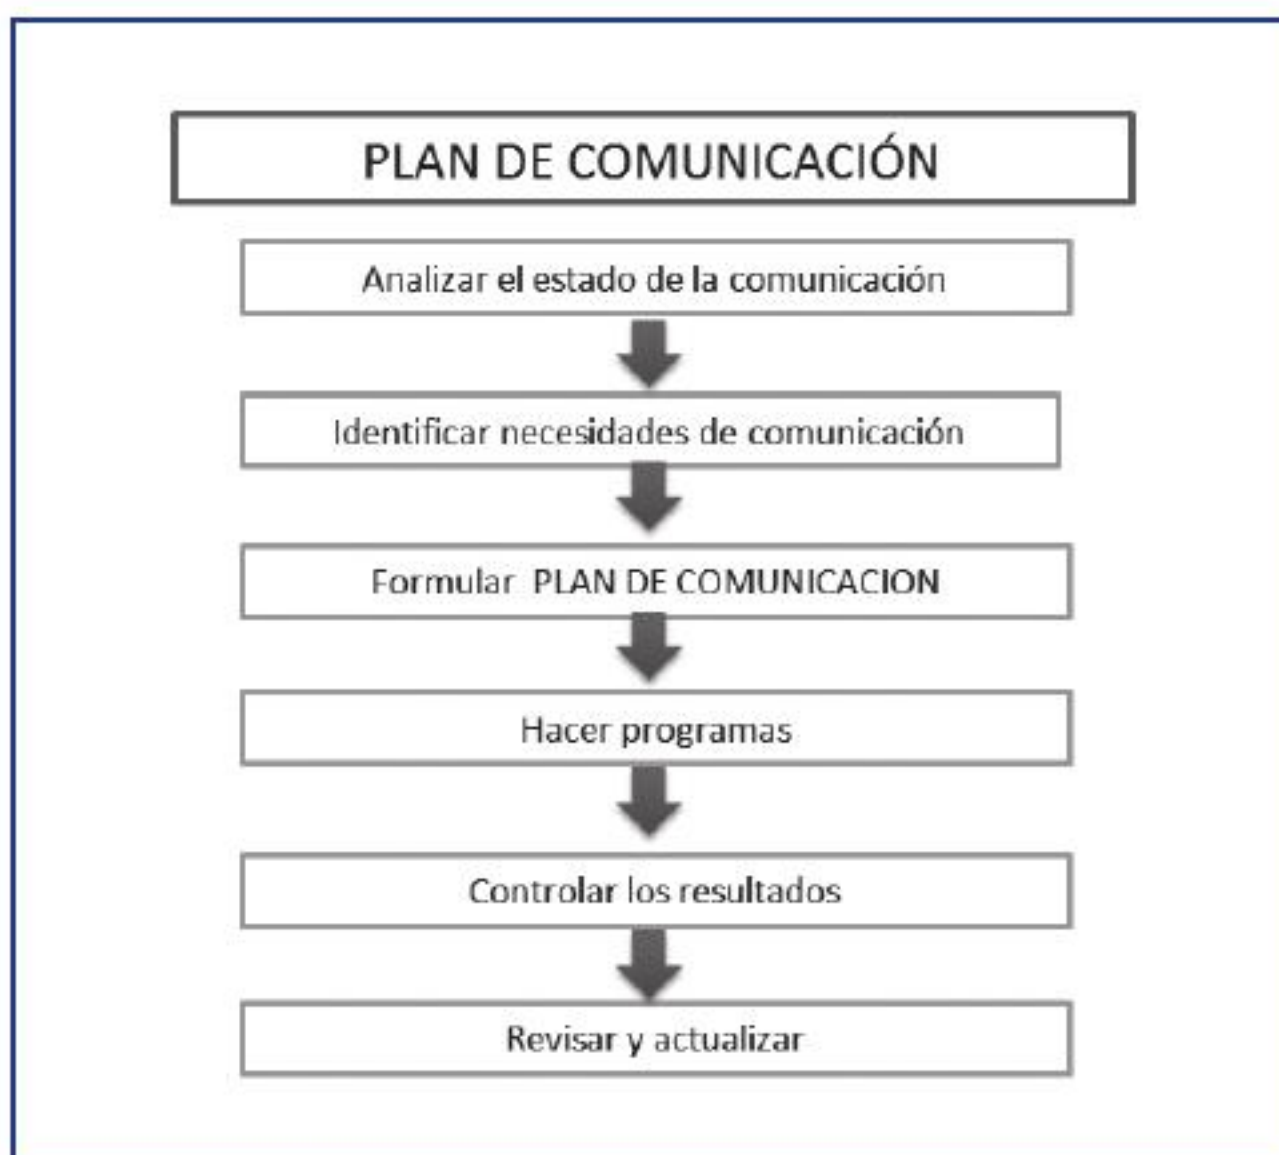 PLAN DE COMUNICACIÓN
Analizar el estado de la comunicación
Identificar necesidades de comunicación
Formular PLAN DE COMUNICACION
Hacer programas
Controlar los resultados
Revisar y actualizar